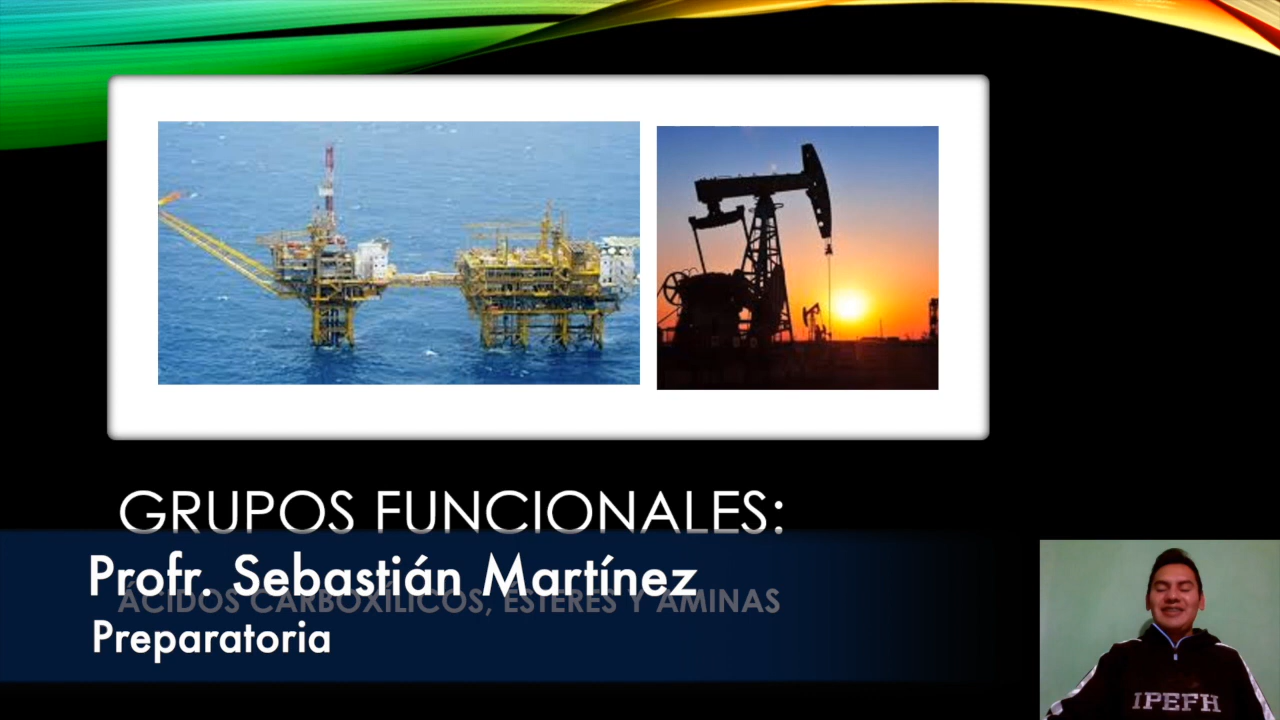 GRUPOS FUNCIONALES:
Profr. Sebastián Martínez
ÁCIDOS CARBOXÍLICOS, ÉSTERES Y AMINAS
Preparatoria
IPEFH